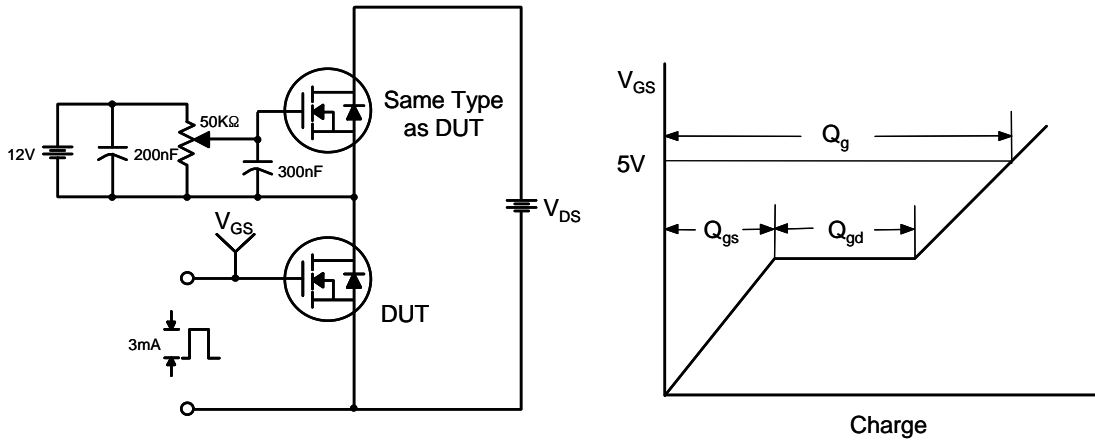 12V
200nF
50KΩ
300nF
Same Type
as DUT
V_DS
V_GS
DUT
3mA
V_GS
5V
Q_g
Q_gs
Q_gd
Charge